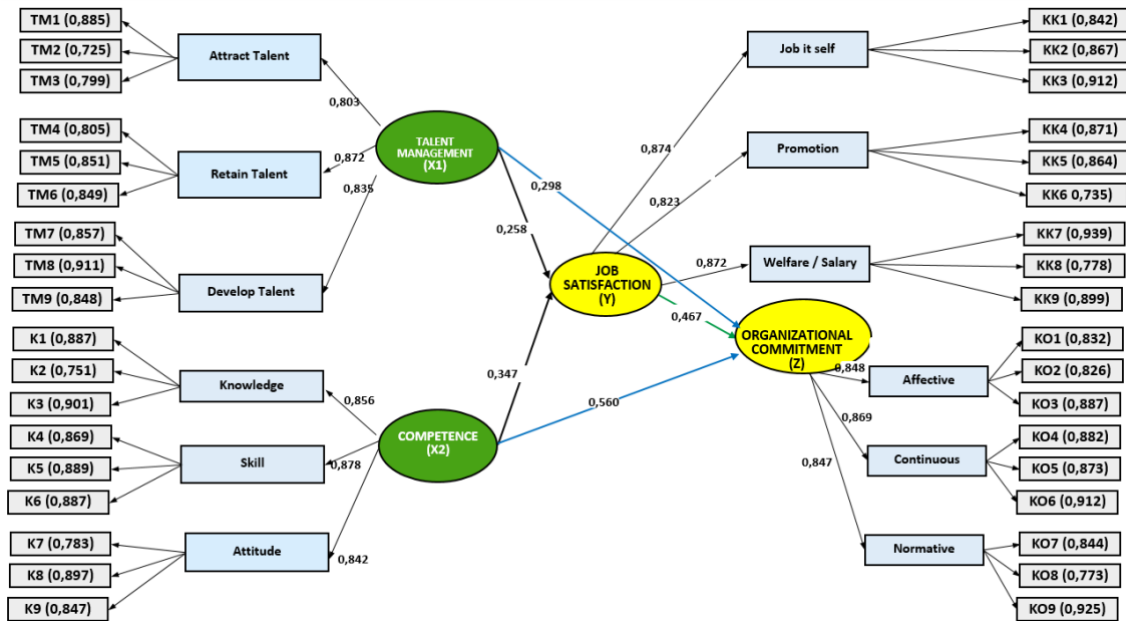 TM1 (0,885)
TM2 (0,725)
TM3 (0,799)
Attract Talent
0,803
TM4 (0,805)
TM5 (0,851)
TM6 (0,849)
Retain Talent
0,872
TM7 (0,857)
TM8 (0,911)
TM9 (0,848)
Develop Talent
0,835
TALENT
MANAGEMENT
(X1)
K1 (0,887)
K2 (0,751)
K3 (0,901)
Knowledge
0,856
K4 (0,869)
K5 (0,889)
K6 (0,887)
Skill
0,878
K7 (0,783)
K8 (0,897)
K9 (0,847)
Attitude
0,842
COMPETENCE
(X2)
0,298
0,258
0,347
0,560
JOB
SATISFACTION
(Y)
0,467
0,874
0,823
0,872
Job it self
KK1 (0,842)
KK2 (0,867)
KK3 (0,912)
Promotion
KK4 (0,871)
KK5 (0,864)
KK6 0,735)
Welfare / Salary
KK7 (0,939)
KK8 (0,778)
KK9 (0,899)
ORGANIZATIONAL
COMMITMENT
(Z)
0,848
0,869
0,847
Affective
KO1 (0,832)
KO2 (0,826)
KO3 (0,887)
Continuous
KO4 (0,882)
KO5 (0,873)
KO6 (0,912)
Normative
KO7 (0,844)
KO8 (0,773)
KO9 (0,925)